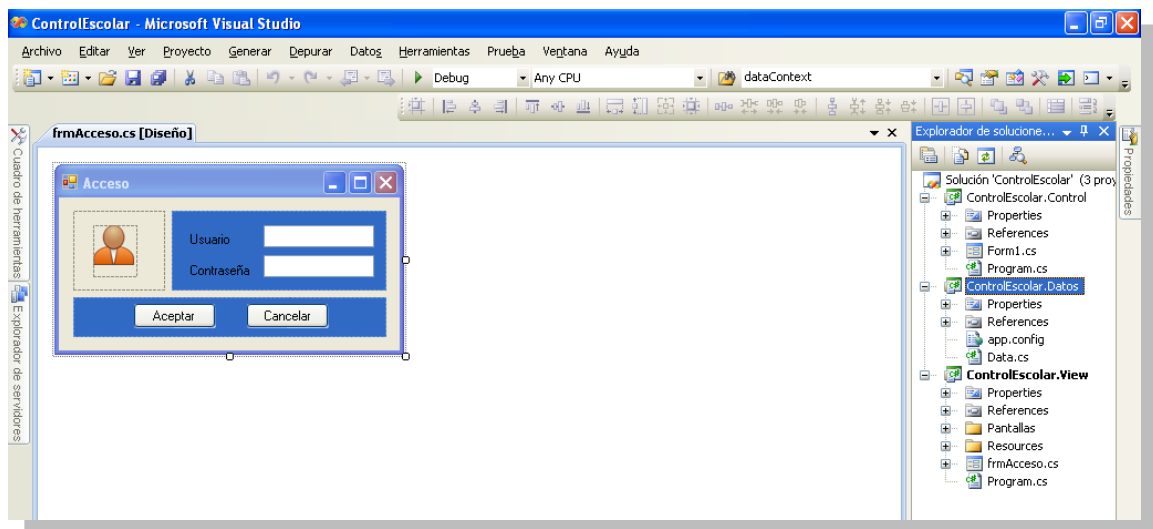 ControlEscolar - Microsoft Visual Studio
Archivo Editar Ver Proyecto Generar Depurar Datos Herramientas Prueba Ventana Ayuda
Debug Any CPU dataContext
frmAcceso.cs [Diseño]
Cuadro de herramientas
Explorador de servidores
Acceso
Usuario
Contraseña
Aceptar Cancelar
Explorador de solucione...
Solución 'ControlEscolar' (3 proy
ControlEscolar.Control
Properties
References
Form1.cs
Program.cs
ControlEscolar.Datos
Properties
References
app.config
Data.cs
ControlEscolar.View
Properties
References
Pantallas
Resources
frmAcceso.cs
Program.cs
Propiedades